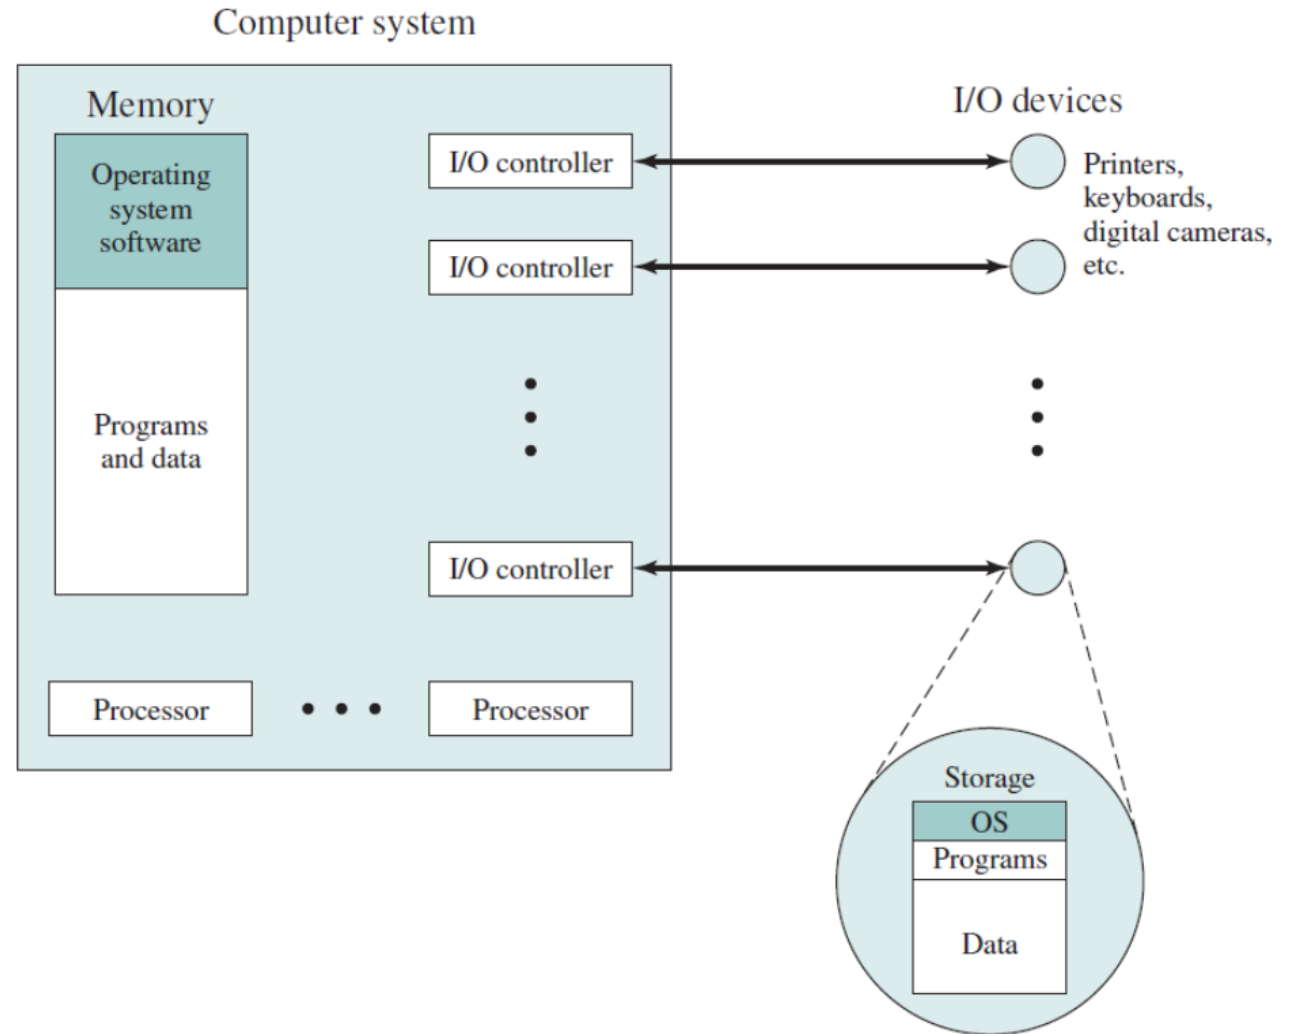 Computer system
Memory
Operating
system
software
Programs
and data
I/O controller
I/O controller
I/O controller
Processor
Processor
I/O devices
Printers,
keyboards,
digital cameras,
etc.
Storage
OS
Programs
Data